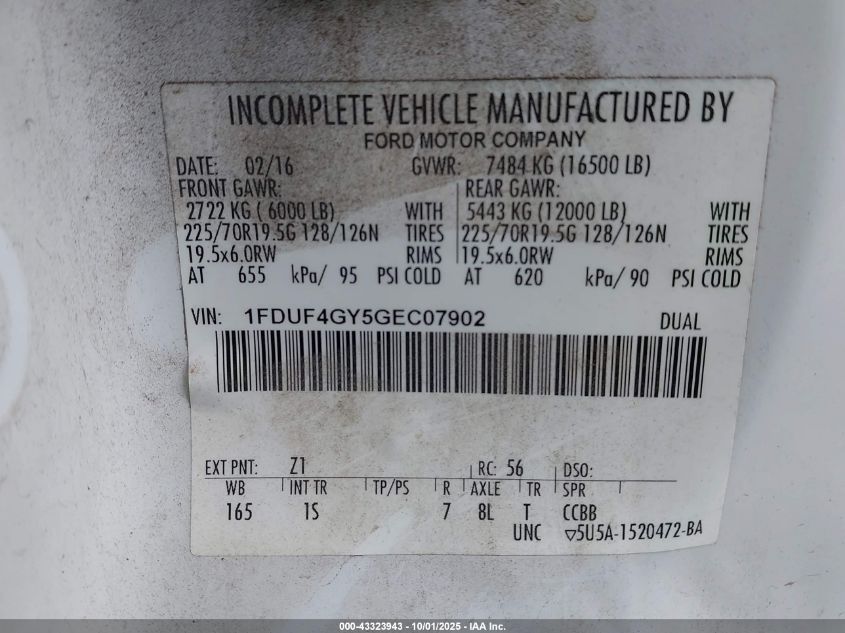 INCOMPLETE VEHICLE MANUFACTURED BY
FORD MOTOR COMPANY
DATE: 02/16 GVWR: 7484 KG (16500 LB)
FRONT GAWR: REAR GAWR:
2722 KG ( 6000 LB) WITH 5443 KG (12000 LB) WITH
225/70R19.5G 128/126N TIRES 225/70R19.5G 128/126N TIRES
19.5x6.0RW RIMS 19.5x6.0RW RIMS
AT 655 kPa/ 95 PSI COLD AT 620 kPa/ 90 PSI COLD
VIN: 1FDUF4GY5GEC07902 DUAL
EXT PNT: Z1 RC: 56 DSO:
WB INT TR TP/PS R AXLE TR SPR
165 1S 7 8L T CCBB
UNC ▽5U5A-1520472-BA
000-43323943 - 10/01/2025 - IAA Inc.